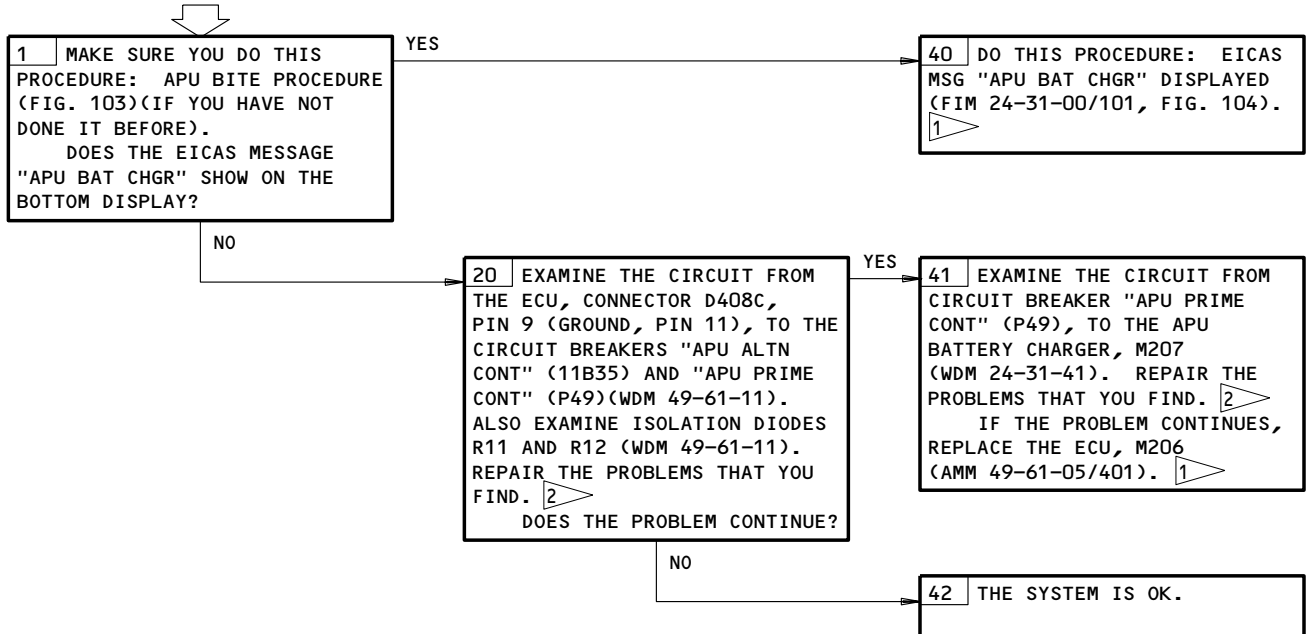 1 MAKE SURE YOU DO THIS
PROCEDURE: APU BITE PROCEDURE
(FIG. 103)(IF YOU HAVE NOT
DONE IT BEFORE).
DOES THE EICAS MESSAGE
"APU BAT CHGR" SHOW ON THE
BOTTOM DISPLAY?
YES
40 DO THIS PROCEDURE: EICAS
MSG "APU BAT CHGR" DISPLAYED
(FIM 24-31-00/101, FIG. 104).
1
NO
20 EXAMINE THE CIRCUIT FROM
THE ECU, CONNECTOR D408C,
PIN 9 (GROUND, PIN 11), TO THE
CIRCUIT BREAKERS "APU ALTN
CONT" (11B35) AND "APU PRIME
CONT" (P49)(WDM 49-61-11).
ALSO EXAMINE ISOLATION DIODES
R11 AND R12 (WDM 49-61-11).
REPAIR THE PROBLEMS THAT YOU
FIND. 2
DOES THE PROBLEM CONTINUE?
YES
41 EXAMINE THE CIRCUIT FROM
CIRCUIT BREAKER "APU PRIME
CONT" (P49), TO THE APU
BATTERY CHARGER, M207
(WDM 24-31-41). REPAIR THE
PROBLEMS THAT YOU FIND. 2
IF THE PROBLEM CONTINUES,
REPLACE THE ECU, M206
(AMM 49-61-05/401). 1
NO
42 THE SYSTEM IS OK.